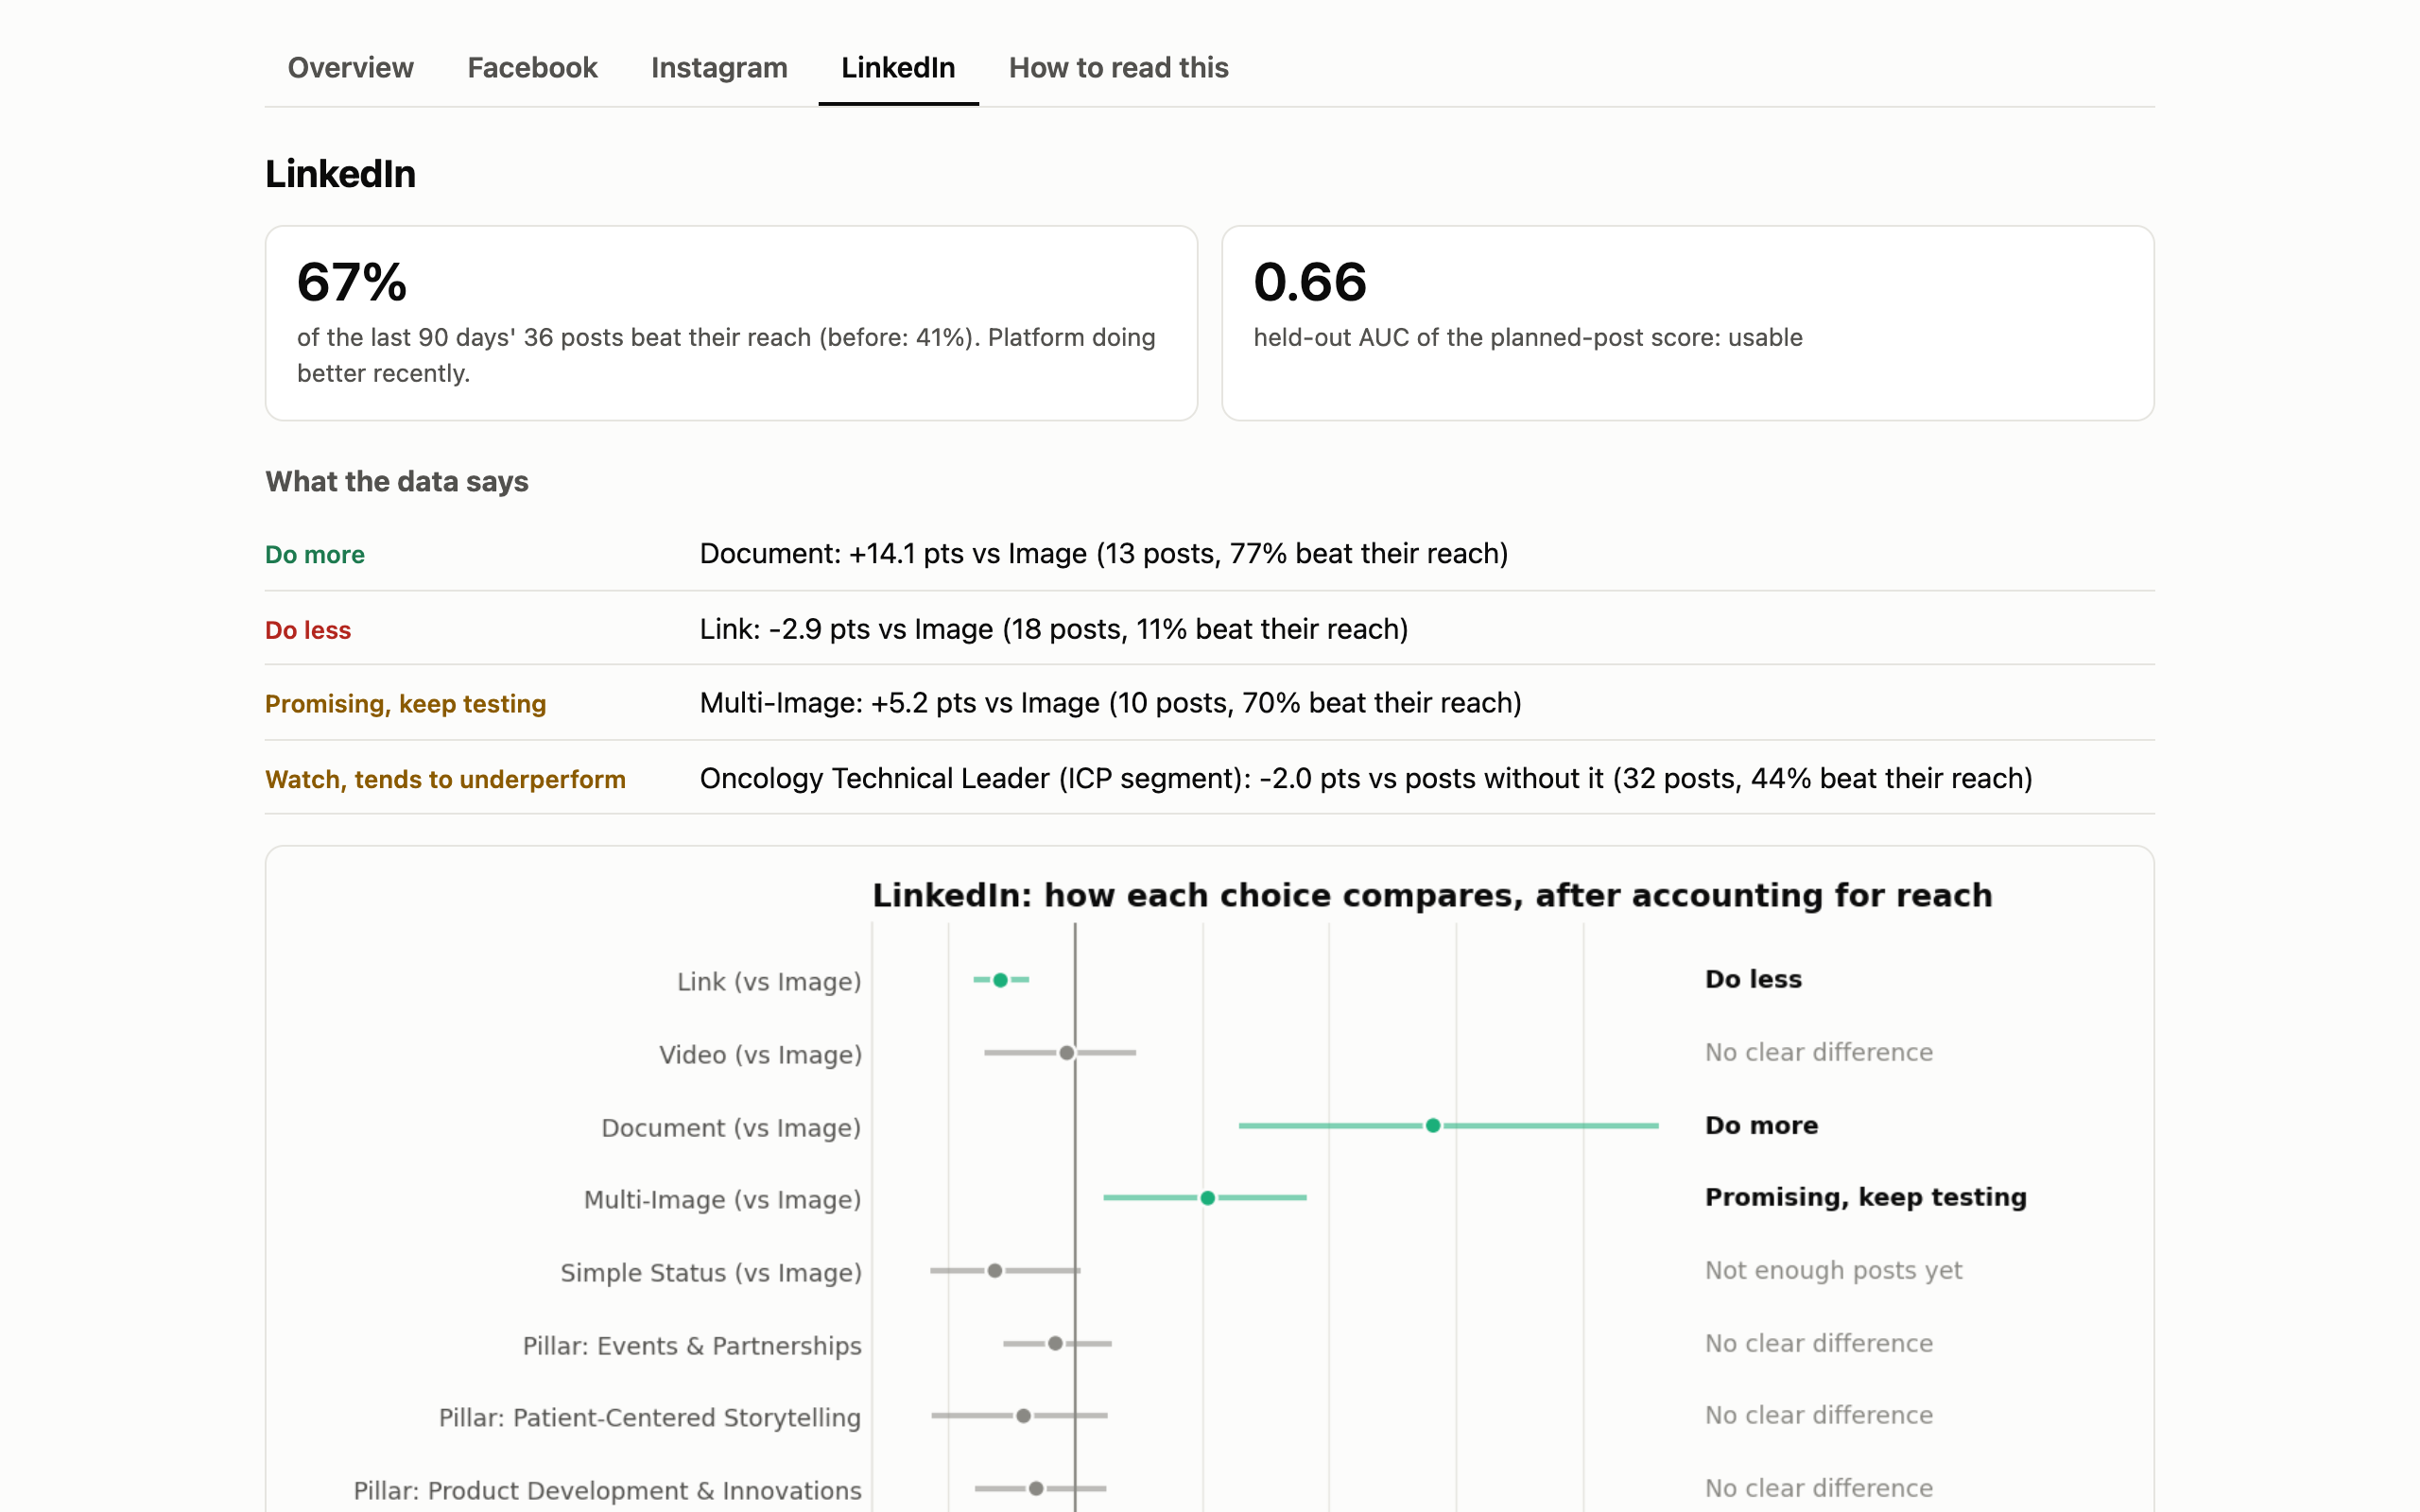 Overview Facebook Instagram LinkedIn How to read this
LinkedIn
67%
of the last 90 days' 36 posts beat their reach (before: 41%). Platform doing
better recently.
0.66
held-out AUC of the planned-post score: usable
What the data says
Do more Document: +14.1 pts vs Image (13 posts, 77% beat their reach)
Do less Link: -2.9 pts vs Image (18 posts, 11% beat their reach)
Promising, keep testing Multi-Image: +5.2 pts vs Image (10 posts, 70% beat their reach)
Watch, tends to underperform Oncology Technical Leader (ICP segment): -2.0 pts vs posts without it (32 posts, 44% beat their reach)
LinkedIn: how each choice compares, after accounting for reach
Link (vs Image) Do less
Video (vs Image) No clear difference
Document (vs Image) Do more
Multi-Image (vs Image) Promising, keep testing
Simple Status (vs Image) Not enough posts yet
Pillar: Events & Partnerships No clear difference
Pillar: Patient-Centered Storytelling No clear difference
Pillar: Product Development & Innovations No clear difference